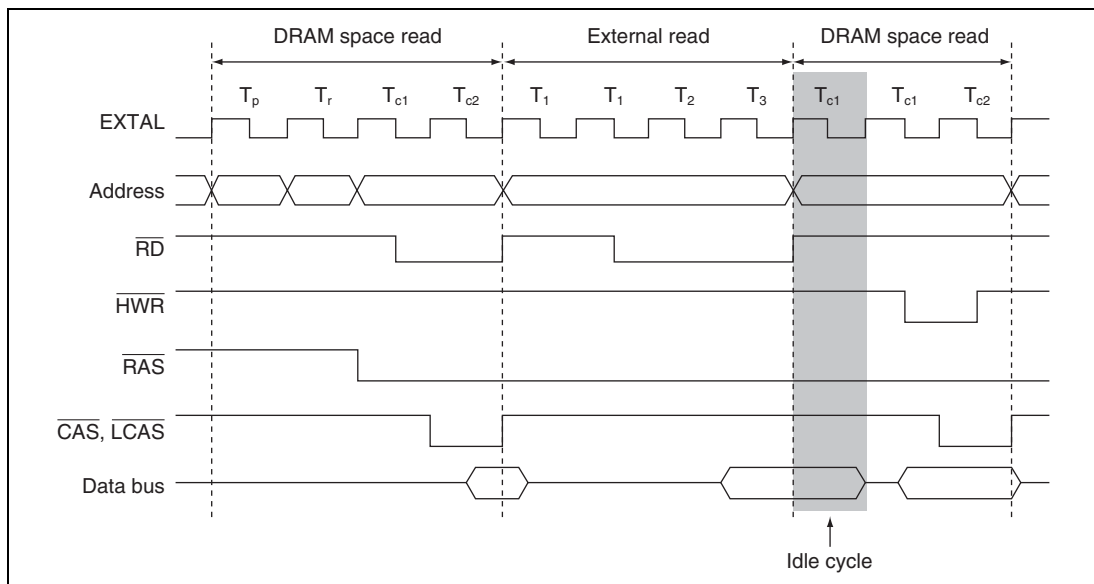 DRAM space read External read DRAM space read
Tp Tr Tc1 Tc2 T1 T1 T2 T3 Tc1 Tc1 Tc2
EXTAL
Address
RD
HWR
RAS
CAS, LCAS
Data bus
Idle cycle